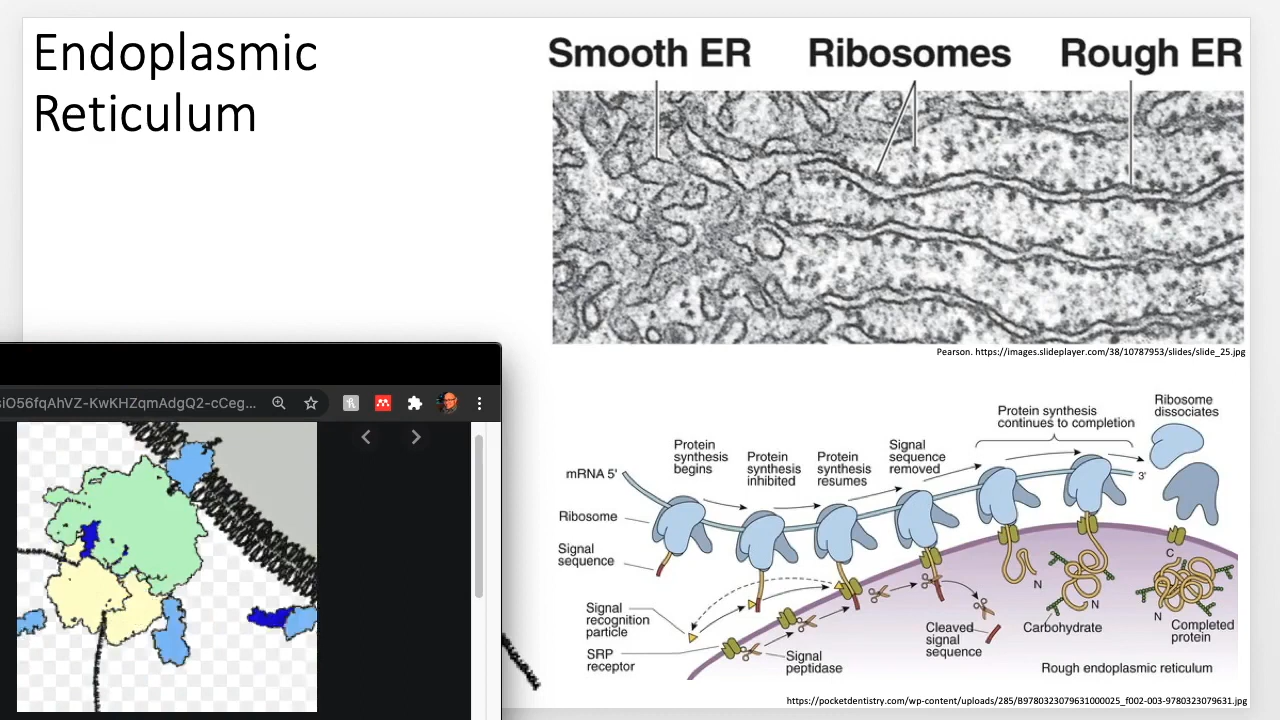 Endoplasmic
Reticulum
Smooth ER
Ribosomes
Rough ER
Pearson. https://images.slideplayer.com/38/10787953/slides/slide_25.jpg
siO56fqAhVZ-KwKHZqmAdgQ2-cCeg...
mRNA 5'
Protein
synthesis
begins
Protein
synthesis
inhibited
Protein
synthesis
resumes
Signal
sequence
removed
Protein synthesis
continues to completion
Ribosome
dissociates
3'
Ribosome
Signal
sequence
Signal
recognition
particle
SRP
receptor
Signal
peptidase
Cleaved
signal
sequence
N
Carbohydrate
N
C
N
Completed
protein
Rough endoplasmic reticulum
https://pocketdentistry.com/wp-content/uploads/285/B9780323079631000025_f002-003-9780323079631.jpg